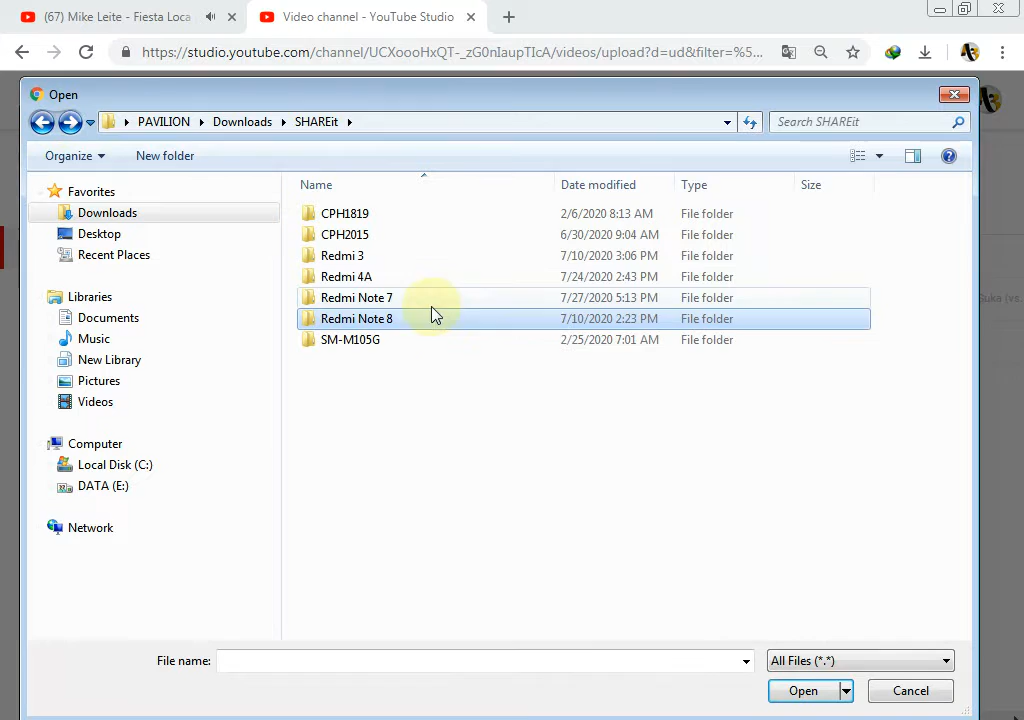 (67) Mike Leite - Fiesta Loca
Video channel - YouTube Studio
https://studio.youtube.com/channel/UCXoooHxQT-_zG0nIaupTIcA/videos/upload?d=ud&filter=%5...
Open
PAVILION
Downloads
SHAREit
Search SHAREit
Organize
New folder
Name
Date modified
Type
Size
Favorites
Downloads
Desktop
Recent Places
Libraries
Documents
Music
New Library
Pictures
Videos
Computer
Local Disk (C:)
DATA (E:)
Network
CPH1819 2/6/2020 8:13 AM File folder
CPH2015 6/30/2020 9:04 AM File folder
Redmi 3 7/10/2020 3:06 PM File folder
Redmi 4A 7/24/2020 2:43 PM File folder
Redmi Note 7 7/27/2020 5:13 PM File folder
Redmi Note 8 7/10/2020 2:23 PM File folder
SM-M105G 2/25/2020 7:01 AM File folder
Suka (vs.
File name:
All Files (*.*)
Open
Cancel